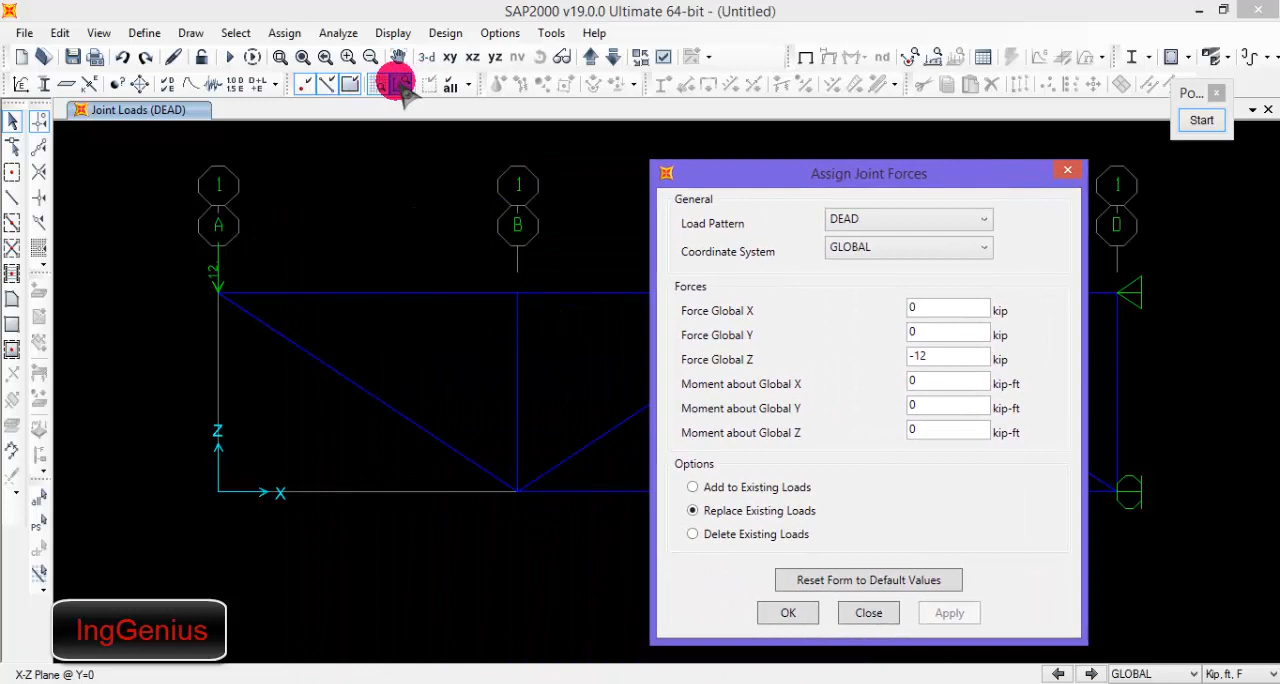 SAP2000 v19.0.0 Ultimate 64-bit - (Untitled)
File Edit View Define Draw Select Assign Analyze Display Design Options Tools Help
3-d xy xz yz nv nd
all
Joint Loads (DEAD)
Po...
Start
1
A
1
B
1
D
12
Z
X
Assign Joint Forces
General
Load Pattern DEAD
Coordinate System GLOBAL
Forces
Force Global X 0 kip
Force Global Y 0 kip
Force Global Z -12 kip
Moment about Global X 0 kip-ft
Moment about Global Y 0 kip-ft
Moment about Global Z 0 kip-ft
Options
Add to Existing Loads
Replace Existing Loads
Delete Existing Loads
Reset Form to Default Values
OK Close Apply
all
PS
clr
IngGenius
X-Z Plane @ Y=0
GLOBAL
Kip, ft, F